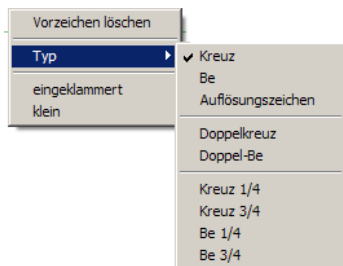 Vorzeichen löschen
Typ
eingeklammert
klein
Kreuz
Be
Auflösungszeichen
Doppelkreuz
Doppel-Be
Kreuz 1/4
Kreuz 3/4
Be 1/4
Be 3/4